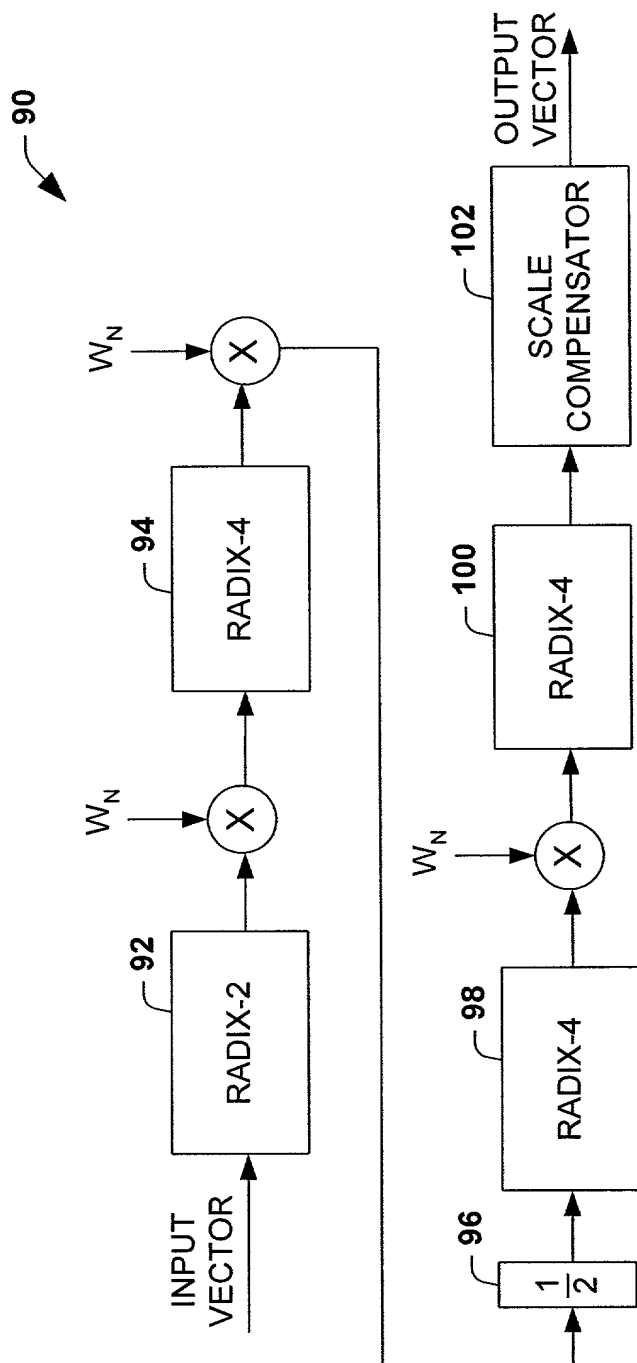 90
INPUT
VECTOR
92
RADIX-2
W_N
X
94
RADIX-4
W_N
X
96
1
2
98
RADIX-4
W_N
X
100
RADIX-4
102
SCALE
COMPENSATOR
OUTPUT
VECTOR